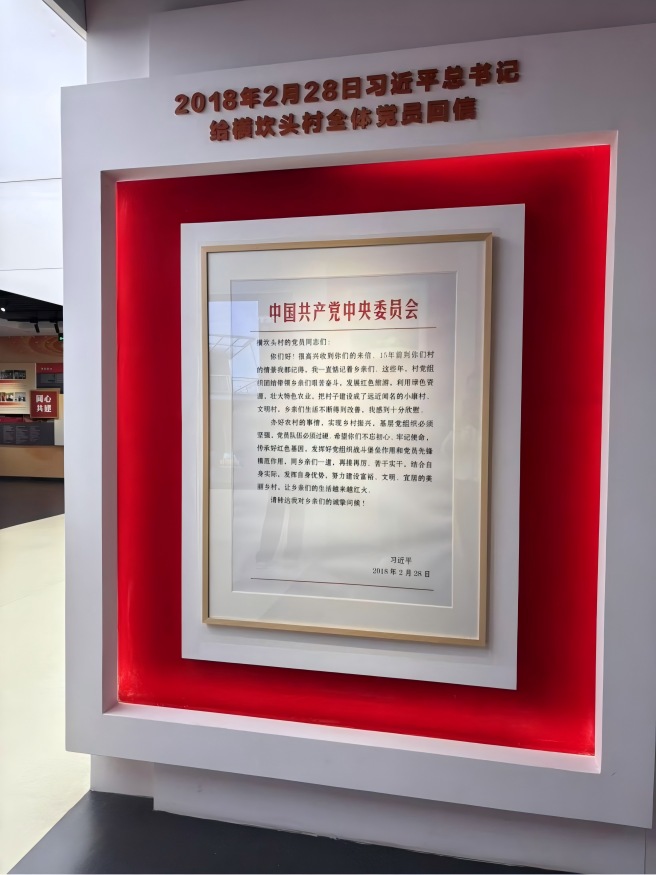 2018年2月28日习近平总书记
给横坎头村全体党员回信
中国共产党中央委员会
横坎头村的党员同志们：
你们好！很高兴收到你们的来信。15年前到你们村
的情景我都记得，我一直惦记着乡亲们。这些年，村党组
织团结带领乡亲们艰苦奋斗，发展红色旅游，利用绿色资
源，壮大特色农业，把村子建设成了远近闻名的小康村、
文明村，乡亲们生活不断得到改善，我感到十分欣慰。
办好农村的事情，实现乡村振兴，基层党组织必须
坚强，党员队伍必须过硬。希望你们不忘初心、牢记使命，
传承好红色基因，发挥好党组织战斗堡垒作用和党员先锋
模范作用，同乡亲们一道，再接再厉、苦干实干，结合自
身实际，发挥自身优势，努力建设富裕、文明、宜居的美
丽乡村，让乡亲们的生活越来越红火。
请转达我对乡亲们的诚挚问候！
习近平
2018年2月28日
同心
共建